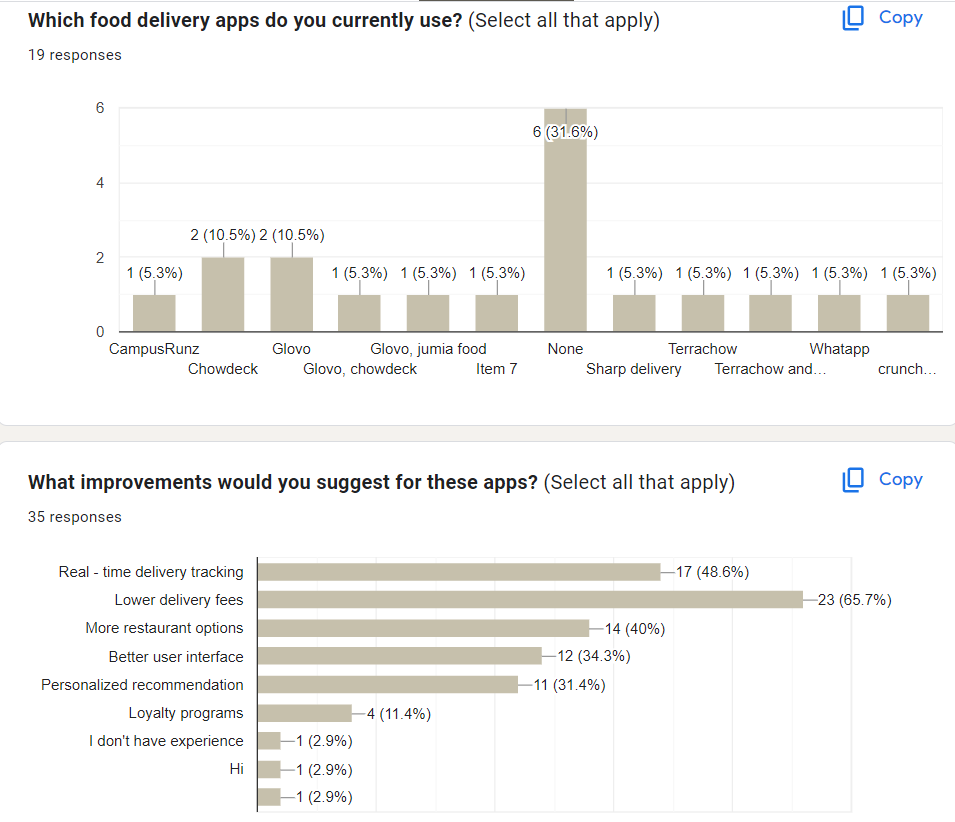 Which food delivery apps do you currently use? (Select all that apply)
Copy
19 responses
6
4
2
0
1 (5.3%)
2 (10.5%)
2 (10.5%)
1 (5.3%)
1 (5.3%)
1 (5.3%)
6 (31.6%)
1 (5.3%)
1 (5.3%)
1 (5.3%)
1 (5.3%)
1 (5.3%)
CampusRunz
Chowdeck
Glovo
Glovo, chowdeck
Glovo, jumia food
Item 7
None
Sharp delivery
Terrachow
Terrachow and…
Whatapp
crunch…
What improvements would you suggest for these apps? (Select all that apply)
Copy
35 responses
Real - time delivery tracking 17 (48.6%)
Lower delivery fees 23 (65.7%)
More restaurant options 14 (40%)
Better user interface 12 (34.3%)
Personalized recommendation 11 (31.4%)
Loyalty programs 4 (11.4%)
I don't have experience 1 (2.9%)
Hi 1 (2.9%)
1 (2.9%)